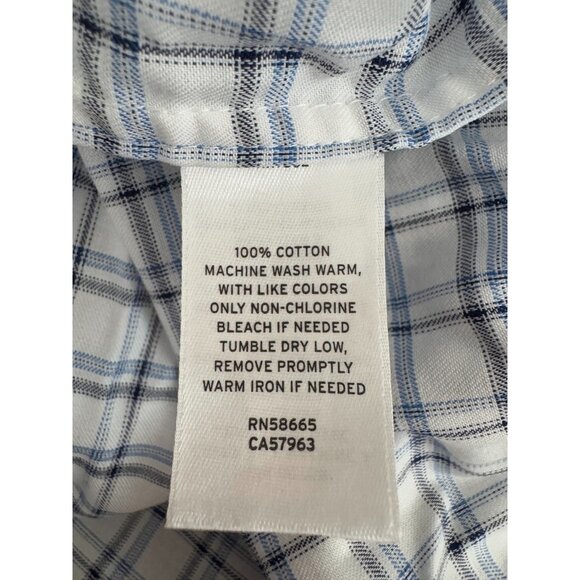 100% COTTON
MACHINE WASH WARM,
WITH LIKE COLORS
ONLY NON-CHLORINE
BLEACH IF NEEDED
TUMBLE DRY LOW,
REMOVE PROMPTLY
WARM IRON IF NEEDED
RN58665
CA57963